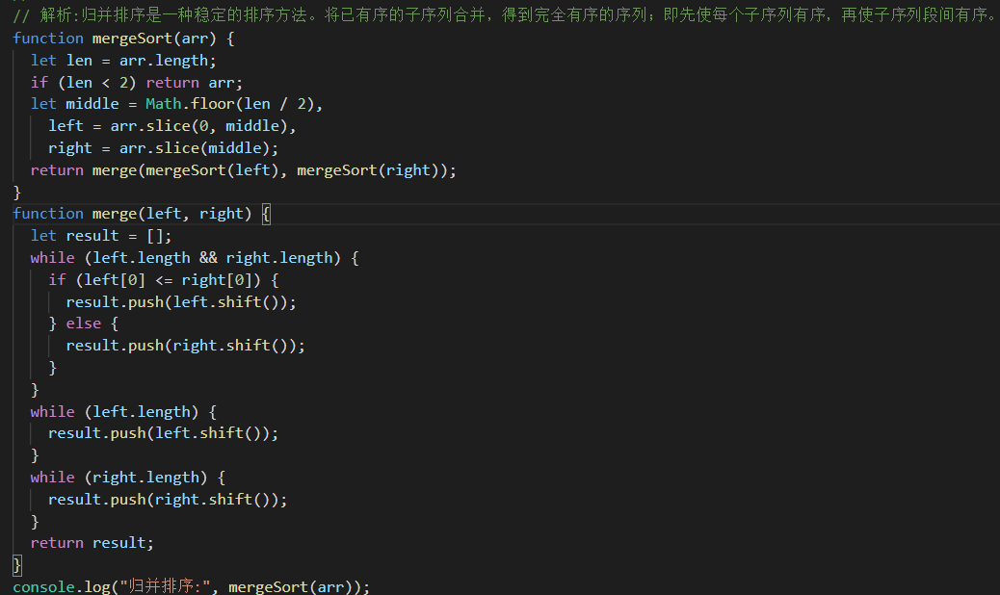 // 解析:归并排序是一种稳定的排序方法。将已有序的子序列合并，得到完全有序的序列；即先使每个子序列有序，再使子序列段间有序。
function mergeSort(arr) {
  let len = arr.length;
  if (len < 2) return arr;
  let middle = Math.floor(len / 2),
    left = arr.slice(0, middle),
    right = arr.slice(middle);
  return merge(mergeSort(left), mergeSort(right));
}
function merge(left, right) {
  let result = [];
  while (left.length && right.length) {
    if (left[0] <= right[0]) {
      result.push(left.shift());
    } else {
      result.push(right.shift());
    }
  }
  while (left.length) {
    result.push(left.shift());
  }
  while (right.length) {
    result.push(right.shift());
  }
  return result;
}
console.log("归并排序:", mergeSort(arr));